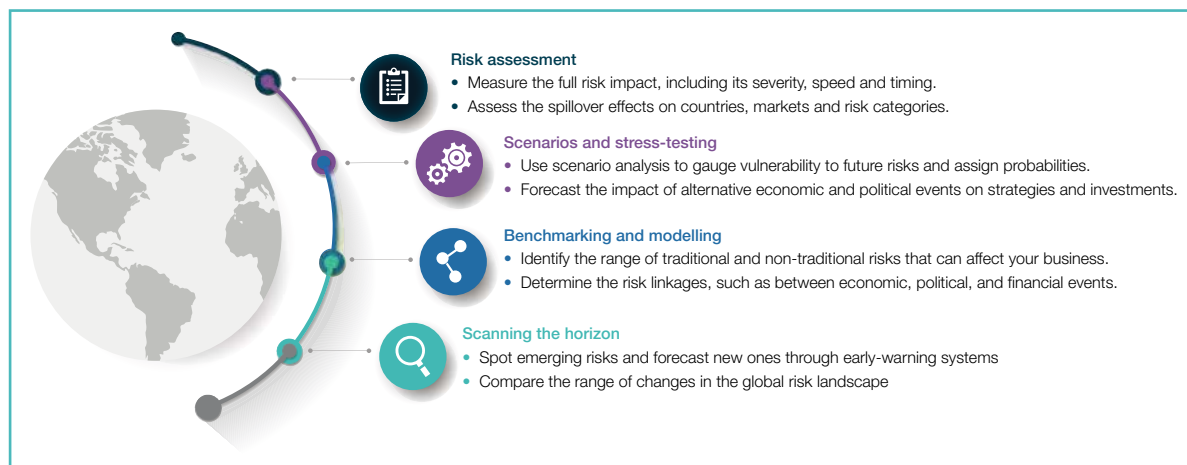 Risk assessment
• Measure the full risk impact, including its severity, speed and timing.
• Assess the spillover effects on countries, markets and risk categories.
Scenarios and stress-testing
• Use scenario analysis to gauge vulnerability to future risks and assign probabilities.
• Forecast the impact of alternative economic and political events on strategies and investments.
Benchmarking and modelling
• Identify the range of traditional and non-traditional risks that can affect your business.
• Determine the risk linkages, such as between economic, political, and financial events.
Scanning the horizon
• Spot emerging risks and forecast new ones through early-warning systems
• Compare the range of changes in the global risk landscape